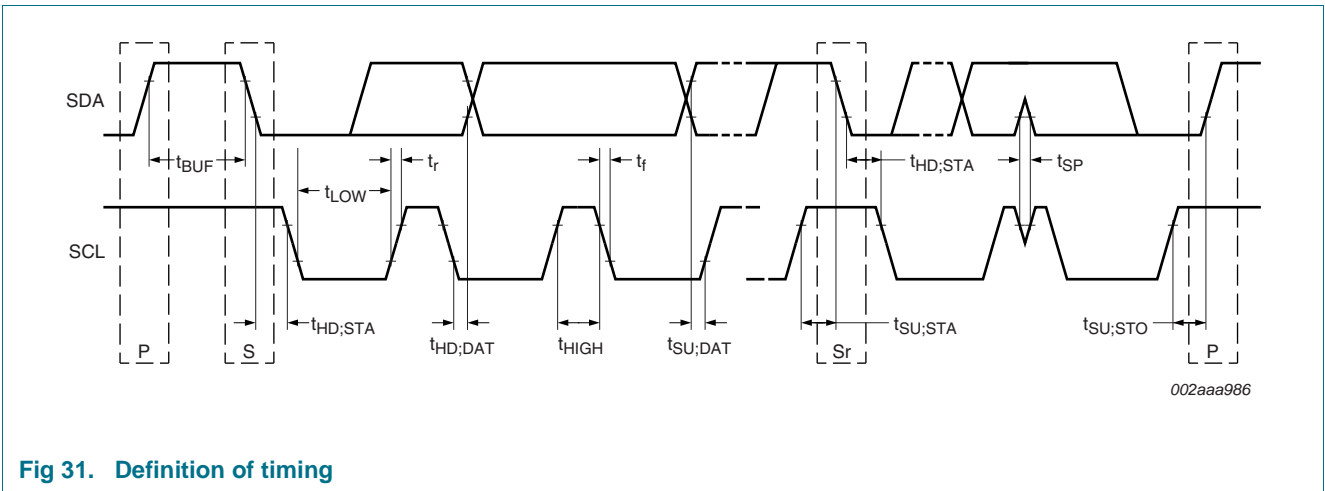 SDA
tBUF
tr
tf
tHD;STA
tSP
tLOW
SCL
tHD;STA
tHD;DAT
tHIGH
tSU;DAT
tSU;STA
tSU;STO
P
S
Sr
P
002aaa986
Fig 31. Definition of timing